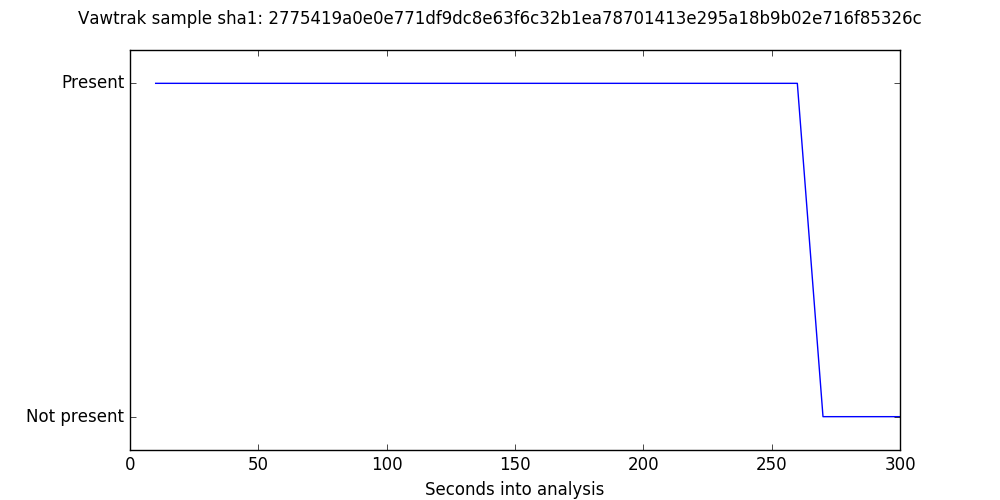 Vawtrak sample sha1: 2775419a0e0e771df9dc8e63f6c32b1ea78701413e295a18b9b02e716f85326c
Present
Not present
0 50 100 150 200 250 300
Seconds into analysis